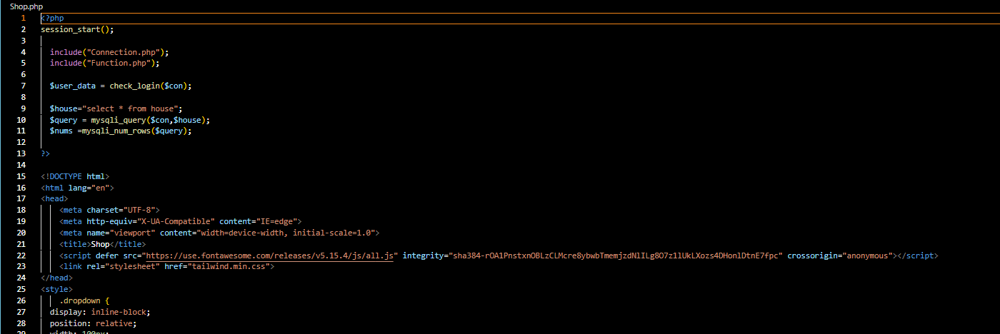 Shop.php
1 <?php
2 session_start();
3
4 include("Connection.php");
5 include("Function.php");
6
7 $user_data = check_login($con);
8
9 $house="select * from house";
10 $query = mysqli_query($con,$house);
11 $nums =mysqli_num_rows($query);
12
13 ?>
14
15 <!DOCTYPE html>
16 <html lang="en">
17 <head>
18 <meta charset="UTF-8">
19 <meta http-equiv="X-UA-Compatible" content="IE=edge">
20 <meta name="viewport" content="width=device-width, initial-scale=1.0">
21 <title>Shop</title>
22 <script defer src="https://use.fontawesome.com/releases/v5.15.4/js/all.js" integrity="sha384-rOA1PnstxnOBLzCLMcre8ybwbTmemjzdNlILg8O7z1lUkLXozs4DHonlDtnE7fpc" crossorigin="anonymous"></script>
23 <link rel="stylesheet" href="tailwind.min.css">
24 </head>
25 <style>
26 .dropdown {
27 display: inline-block;
28 position: relative;
29 width: 100px;